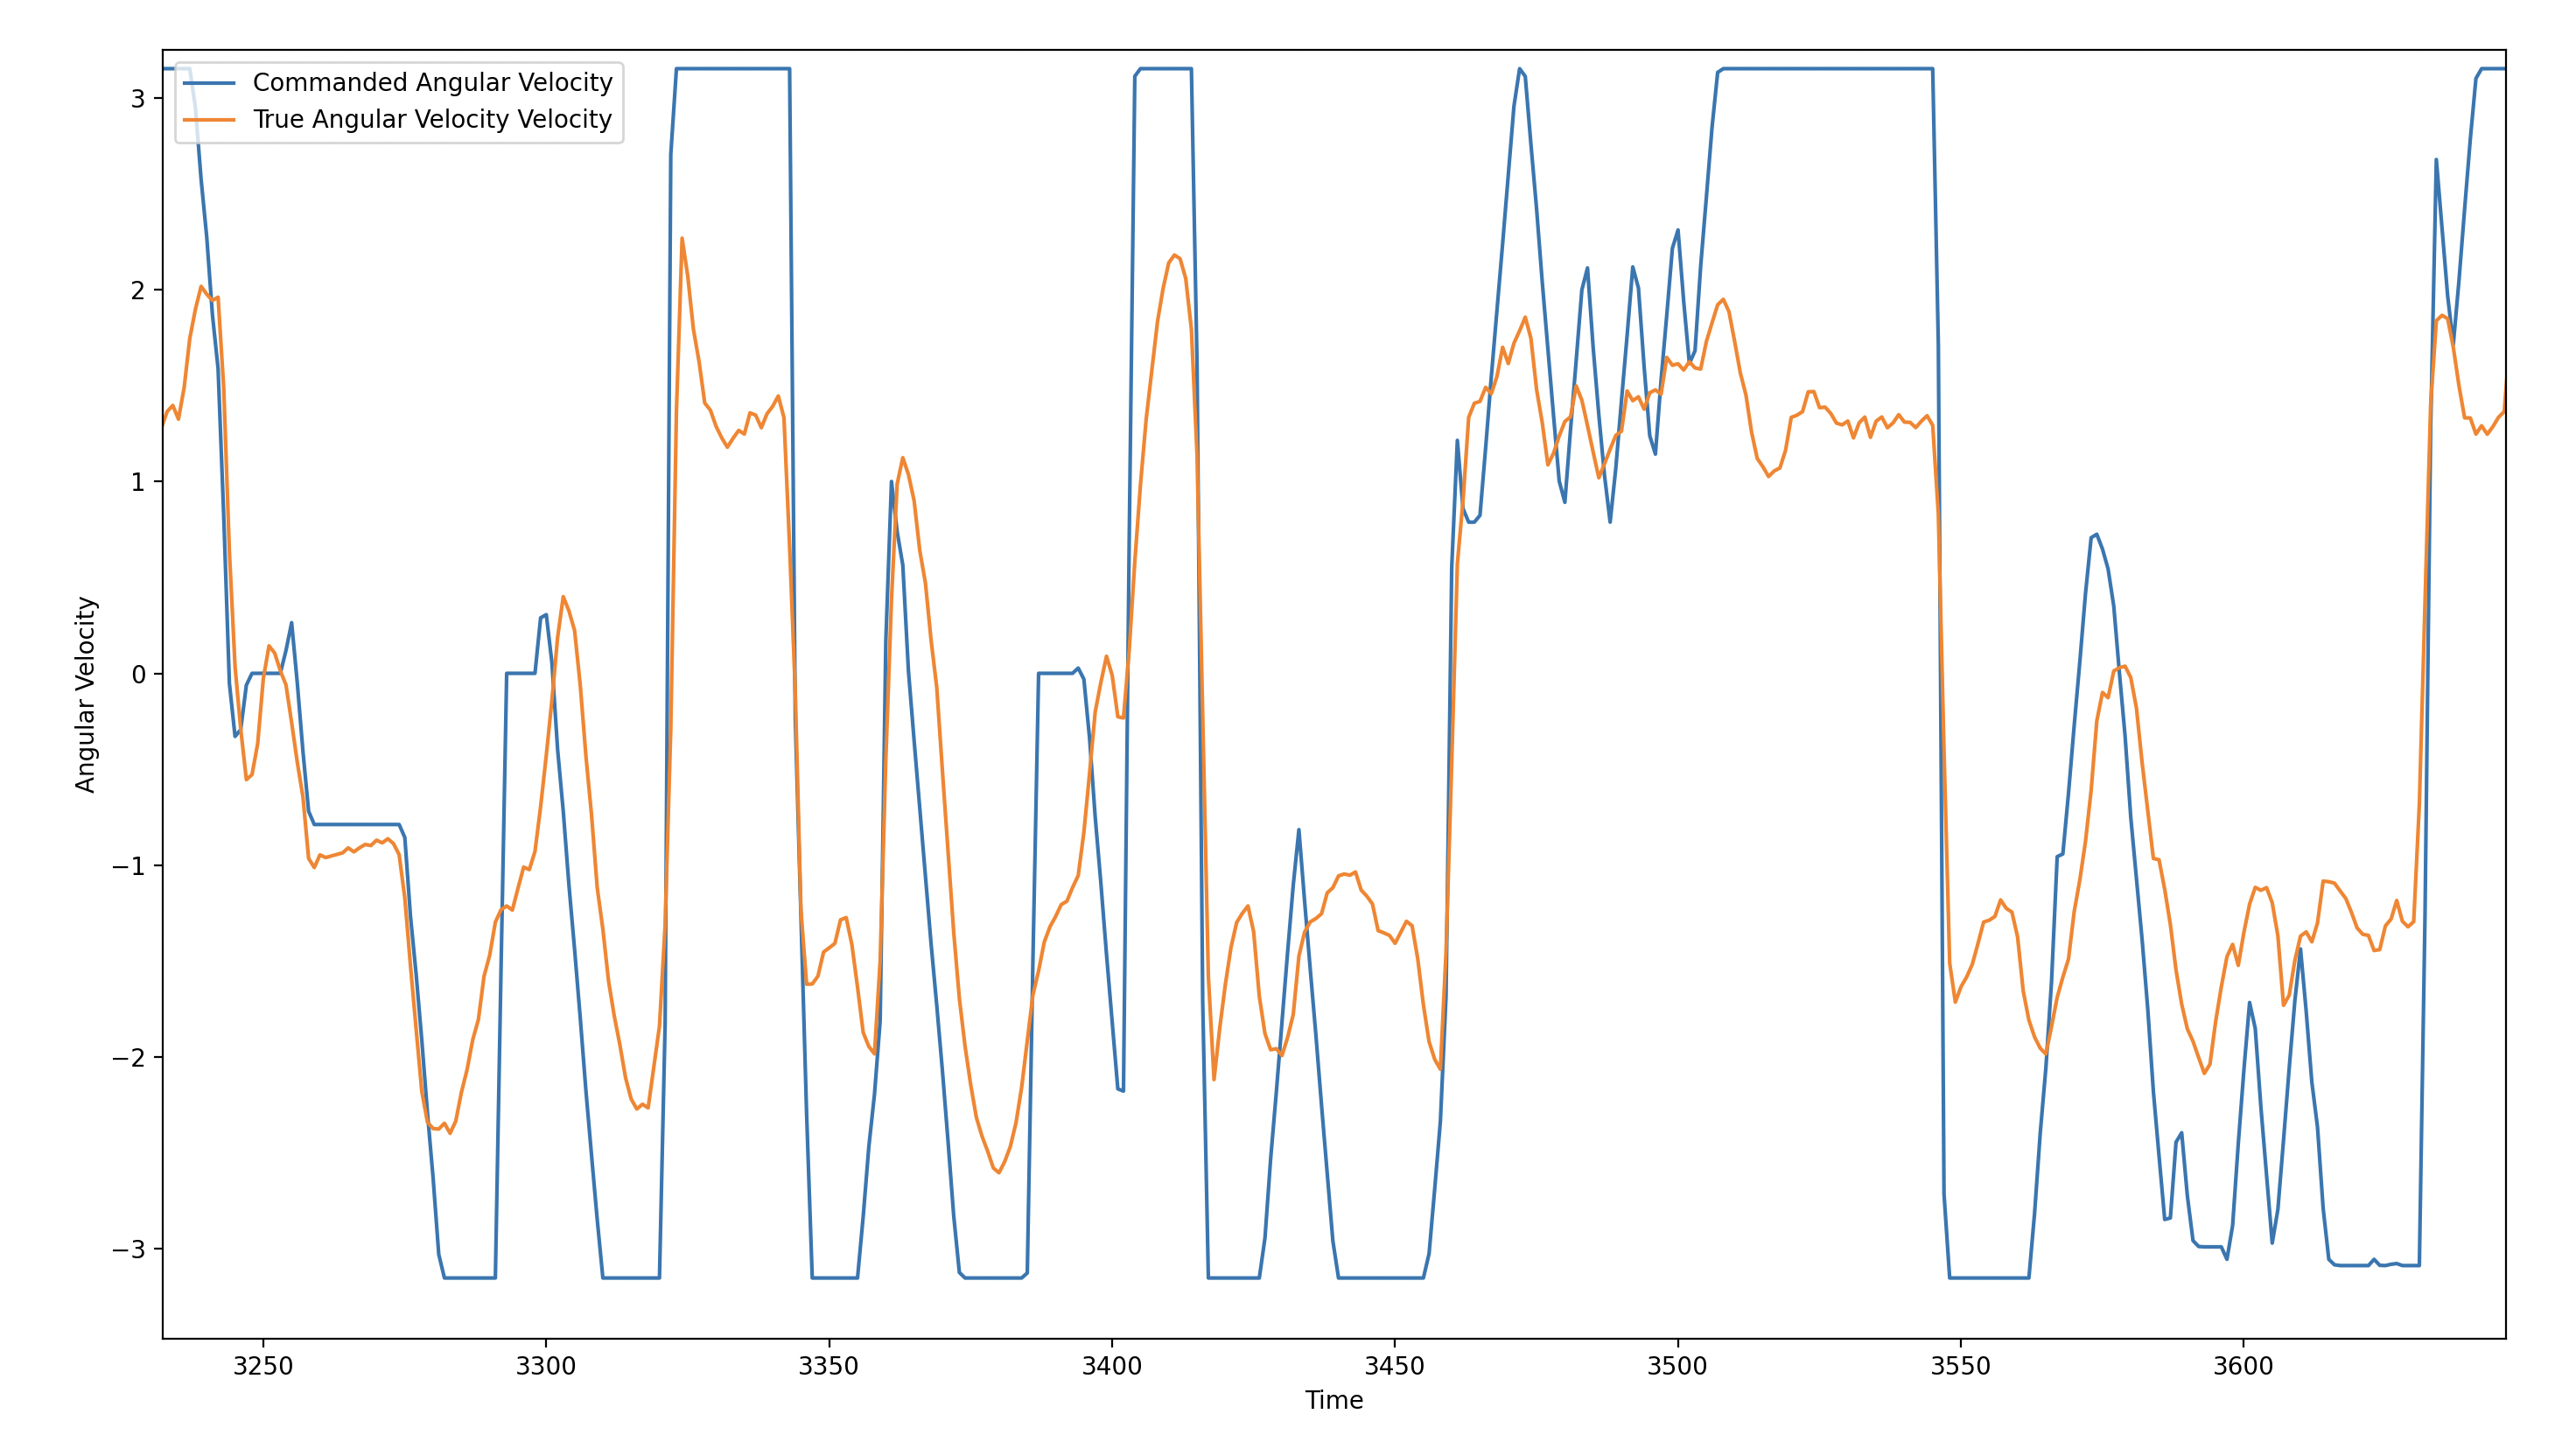 Commanded Angular Velocity
True Angular Velocity Velocity
3
2
1
0
−1
−2
−3
Angular Velocity
3250 3300 3350 3400 3450 3500 3550 3600
Time